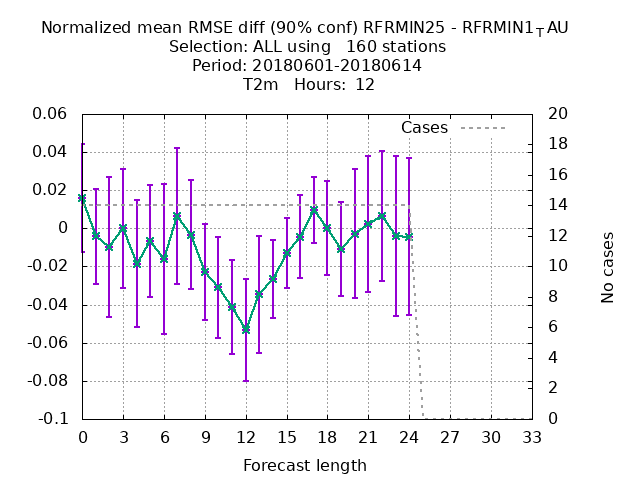 Normalized mean RMSE diff (90% conf) RFRMIN25 - RFRMIN1_TAU
Selection: ALL using   160 stations
Period: 20180601-20180614
T2m   Hours:  12
Cases
0.06
0.04
0.02
0
-0.02
-0.04
-0.06
-0.08
-0.1
20
18
16
14
12
10
8
6
4
2
0
No cases
0 3 6 9 12 15 18 21 24 27 30 33
Forecast length